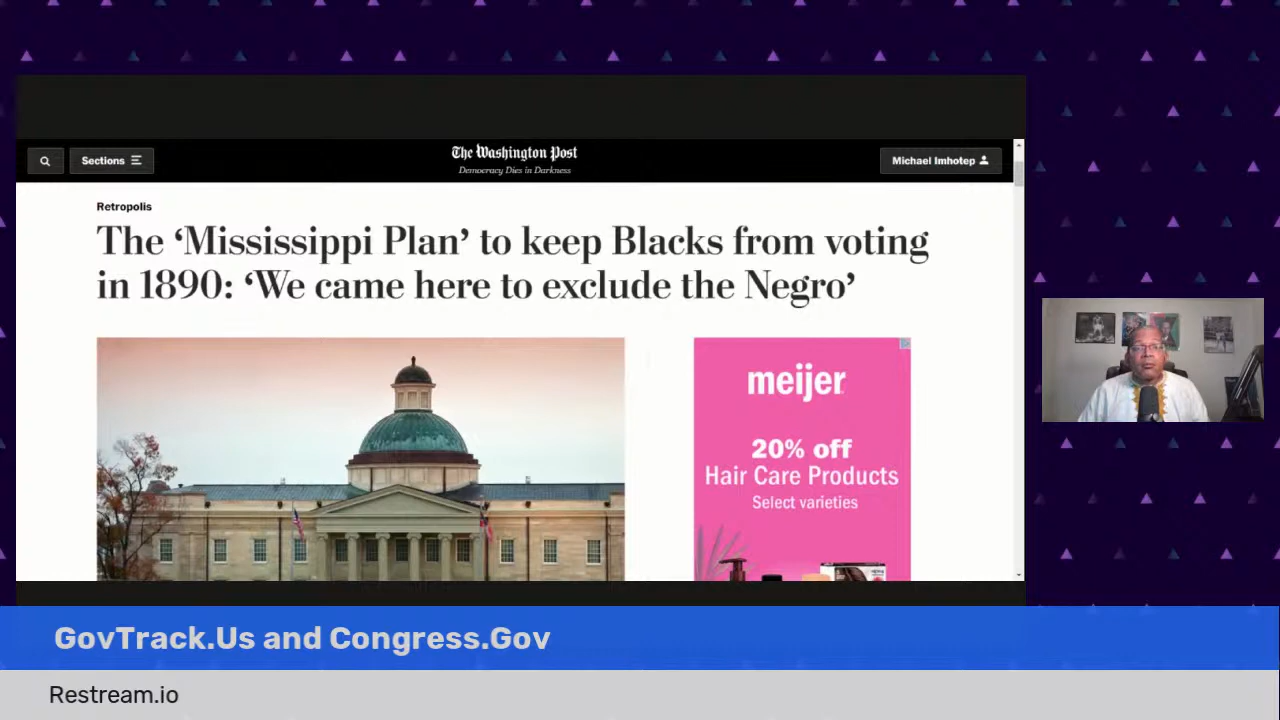 Sections
The Washington Post
Democracy Dies in Darkness
Michael Imhotep
Retropolis
The ‘Mississippi Plan’ to keep Blacks from voting
in 1890: ‘We came here to exclude the Negro’
meijer
20% off
Hair Care Products
Select varieties
GovTrack.Us and Congress.Gov
Restream.io